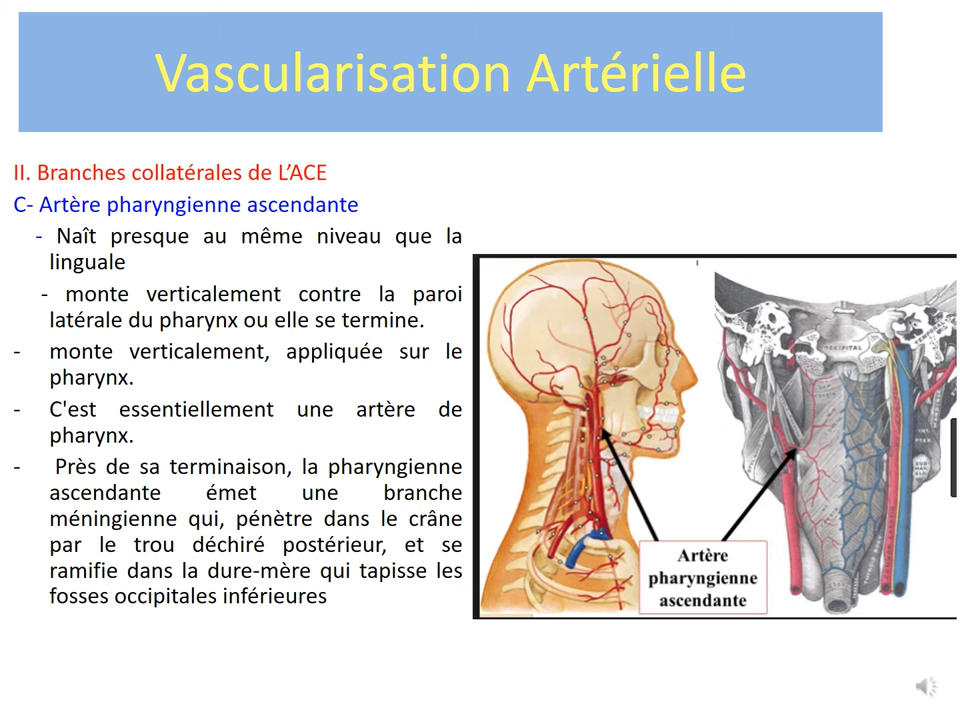 Vascularisation Artérielle
II. Branches collatérales de L’ACE
C- Artère pharyngienne ascendante
- Naît presque au même niveau que la
linguale
- monte verticalement contre la paroi
latérale du pharynx ou elle se termine.
- monte verticalement, appliquée sur le
pharynx.
- C'est essentiellement une artère de
pharynx.
- Près de sa terminaison, la pharyngienne
ascendante émet une branche
méningienne qui, pénètre dans le crâne
par le trou déchiré postérieur, et se
ramifie dans la dure-mère qui tapisse les
fosses occipitales inférieures
OCCIPITAL
Artère
pharyngienne
ascendante